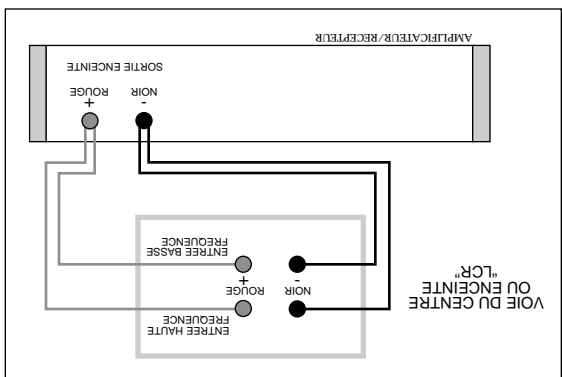 VOIE DU CENTRE
OU ENCEINTE
"LCR"
ENTREE HAUTE
FREQUENCE
NOIR ROUGE
- +
ENTREE BASSE
FREQUENCE
- +
NOIR ROUGE
SORTIE ENCEINTE
AMPLIFICATEUR/RECEPTEUR